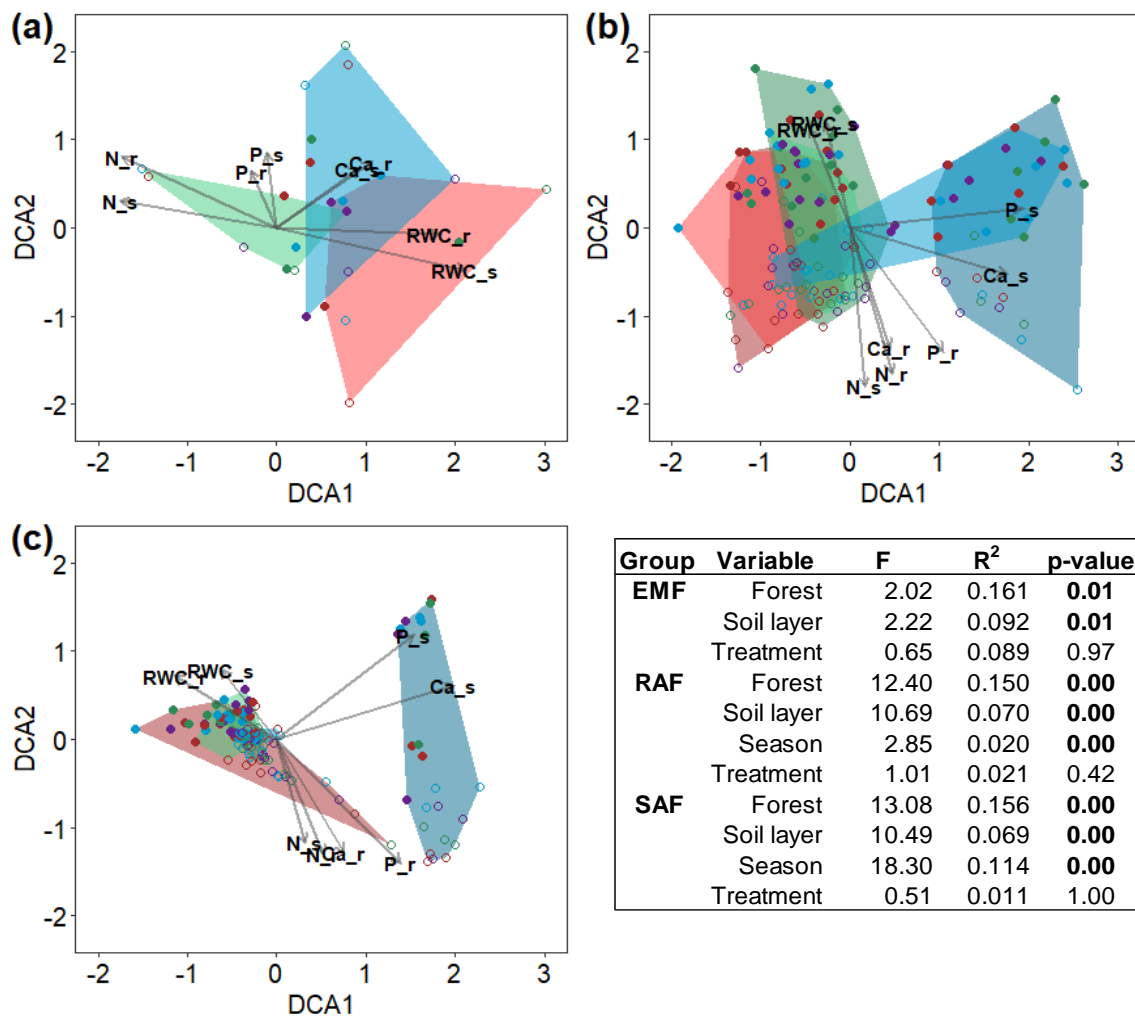 (a)
2
1
0
-1
-2
DCA2
N_r
N_s
P_s
P_r
Ca_r
Ca_s
RWC_r
RWC_s
-2 -1 0 1 2 3
DCA1
(b)
2
1
0
-1
-2
DCA2
RWC_s
RWC_r
P_s
Ca_s
Ca_r
P_r
N_r
N_s
-2 -1 0 1 2 3
DCA1
(c)
2
1
0
-1
-2
DCA2
RWC_s
RWC_r
P_s
Ca_s
N_s
Ca_r
P_r
-2 -1 0 1 2 3
DCA1
Group Variable F R² p-value
EMF Forest 2.02 0.161 0.01
Soil layer 2.22 0.092 0.01
Treatment 0.65 0.089 0.97
RAF Forest 12.40 0.150 0.00
Soil layer 10.69 0.070 0.00
Season 2.85 0.020 0.00
Treatment 1.01 0.021 0.42
SAF Forest 13.08 0.156 0.00
Soil layer 10.49 0.069 0.00
Season 18.30 0.114 0.00
Treatment 0.51 0.011 1.00